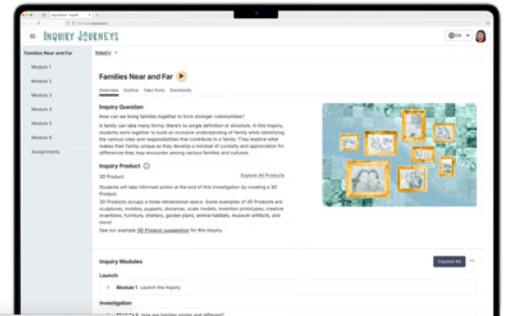 INQUIRY JOURNEYS
EN
Families Near and Far
Module 1
Module 2
Module 3
Module 4
Module 5
Module 6
Assignments
Inquiry
Families Near and Far
Overview Outline Take Note Standards
Inquiry Question
How can we bring families together to form stronger communities?
A family can take many forms; there's no single definition or structure. In this Inquiry,
students work together to build an inclusive understanding of family while identifying
the various roles and responsibilities that contribute to a family. They explore what
makes their family unique as they develop a mindset of curiosity and appreciation for
differences they may encounter among various families and cultures.
Inquiry Product
3D Product
Explore All Products
Students will take informed action at the end of this investigation by creating a 3D
Product.
3D Products occupy a three-dimensional space. Some examples of 3D Products are:
sculptures, mobiles, puppets, dioramas, scale models, invention prototypes, creative
inventions, furniture, shelters, garden plans, animal habitats, museum artifacts, and
more!
See our example 3D Product suggestion for this Inquiry.
Inquiry Modules
Expand All
Launch
Module 1 Launch the Inquiry
Investigation